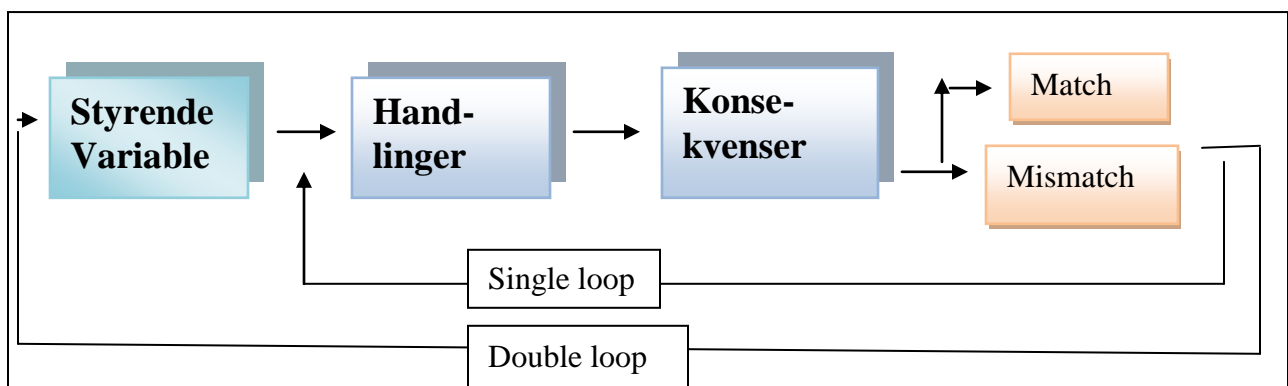 Styrende
Variable
Hand-
linger
Konse-
kvenser
Match
Mismatch
Single loop
Double loop